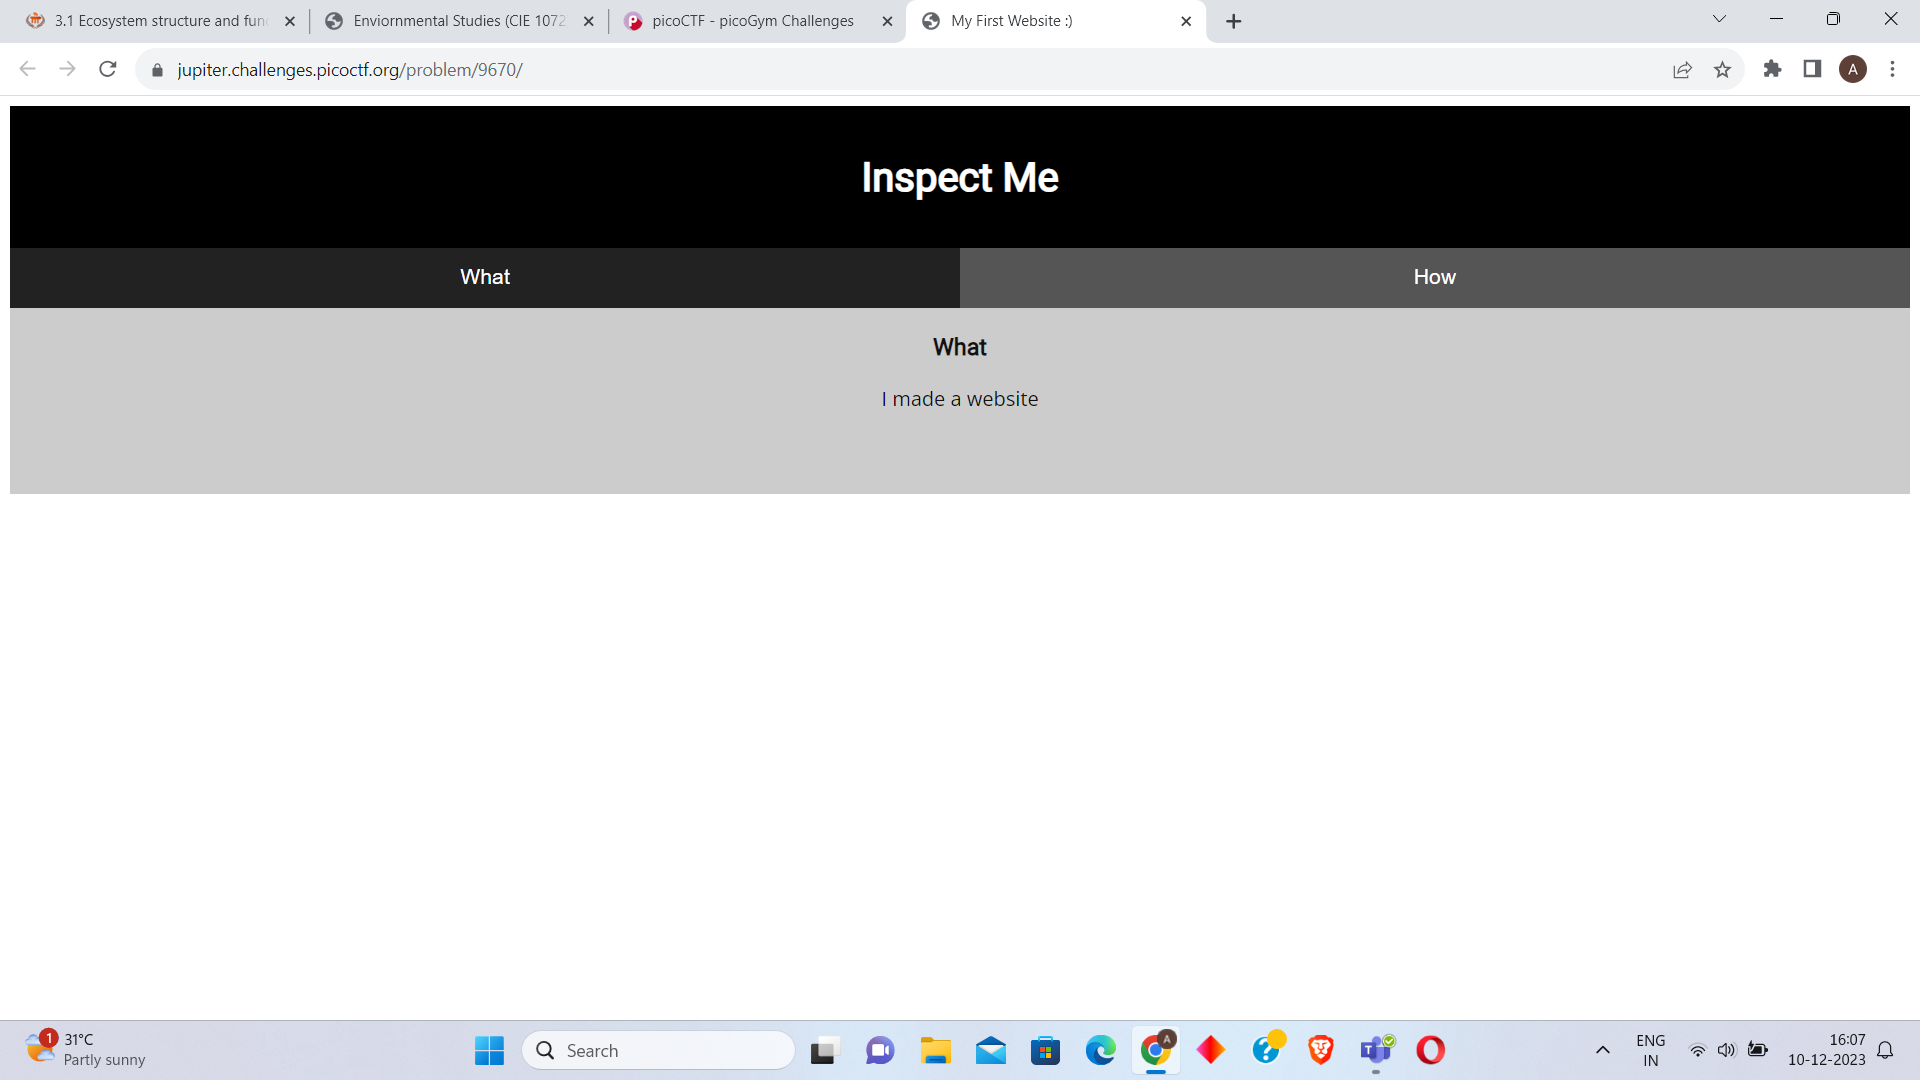 3.1 Ecosystem structure and fun
Enviornmental Studies (CIE 1072
picoCTF - picoGym Challenges
My First Website :)
jupiter.challenges.picoctf.org/problem/9670/
A
Inspect Me
What
How
What
I made a website
1
31°C
Partly sunny
Search
A
ENG
IN
16:07
10-12-2023